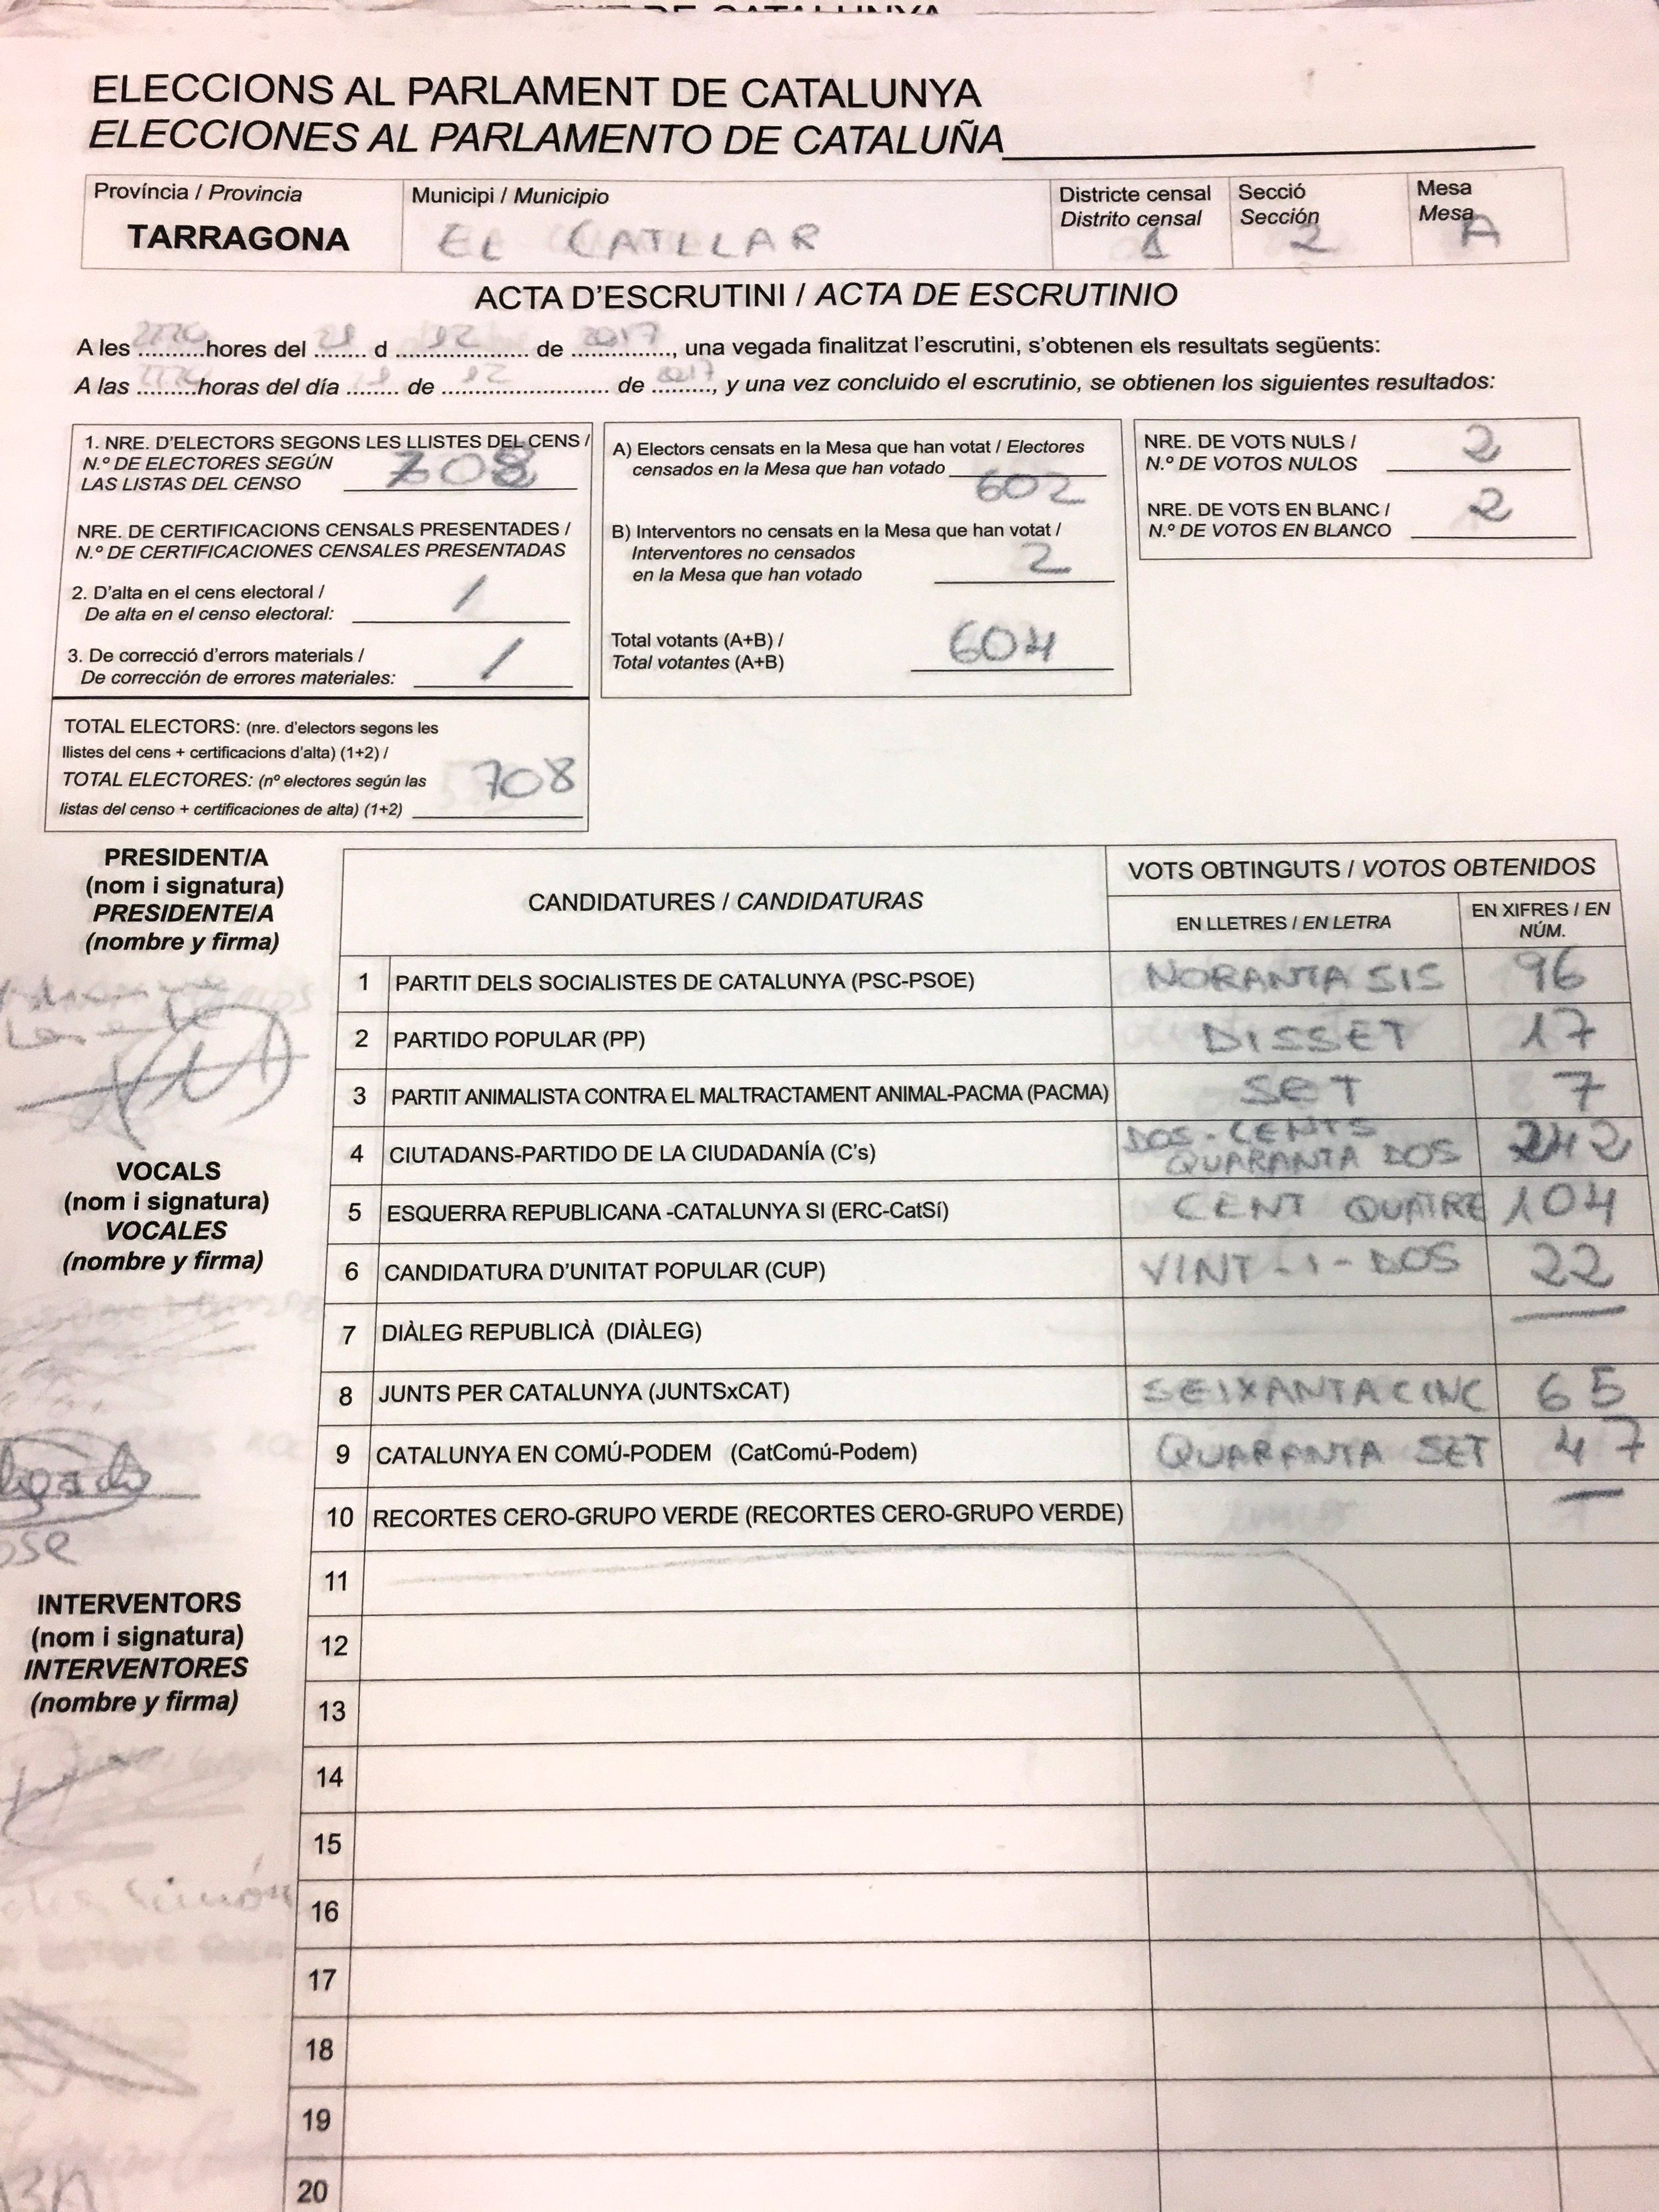 ELECCIONS AL PARLAMENT DE CATALUNYA
ELECCIONES AL PARLAMENTO DE CATALUÑA
Província / Provincia
TARRAGONA
Municipi / Municipio
EL CATLLAR
Districte censal
Distrito censal
1
Secció
Sección
2
Mesa
Mesa
A
ACTA D'ESCRUTINI / ACTA DE ESCRUTINIO
A les .........hores del ....... d 12 de 2017, una vegada finalitzat l'escrutini, s'obtenen els resultats següents:
A las .........horas del día ....... de 12 de 2017, y una vez concluido el escrutinio, se obtienen los siguientes resultados:
1. NRE. D'ELECTORS SEGONS LES LLISTES DEL CENS /
N.º DE ELECTORES SEGÚN
LAS LISTAS DEL CENSO 708
NRE. DE CERTIFICACIONS CENSALS PRESENTADES /
N.º DE CERTIFICACIONES CENSALES PRESENTADAS
2. D'alta en el cens electoral /
De alta en el censo electoral: /
3. De correcció d'errors materials /
De corrección de errores materiales: /
TOTAL ELECTORS: (nre. d'electors segons les
llistes del cens + certificacions d'alta) (1+2) /
TOTAL ELECTORES: (nº electores según las
listas del censo + certificaciones de alta) (1+2) 708
A) Electors censats en la Mesa que han votat / Electores
censados en la Mesa que han votado 602
B) Interventors no censats en la Mesa que han votat /
Interventores no censados
en la Mesa que han votado 2
Total votants (A+B) /
Total votantes (A+B) 604
NRE. DE VOTS NULS /
N.º DE VOTOS NULOS 2
NRE. DE VOTS EN BLANC /
N.º DE VOTOS EN BLANCO 2
PRESIDENT/A
(nom i signatura)
PRESIDENTE/A
(nombre y firma)
VOCALS
(nom i signatura)
VOCALES
(nombre y firma)
INTERVENTORS
(nom i signatura)
INTERVENTORES
(nombre y firma)
CANDIDATURES / CANDIDATURAS
VOTS OBTINGUTS / VOTOS OBTENIDOS
EN LLETRES / EN LETRA
EN XIFRES / EN
NÚM.
1 PARTIT DELS SOCIALISTES DE CATALUNYA (PSC-PSOE) NORANTA SIS 96
2 PARTIDO POPULAR (PP) DISSET 17
3 PARTIT ANIMALISTA CONTRA EL MALTRACTAMENT ANIMAL-PACMA (PACMA) SET 7
4 CIUTADANS-PARTIDO DE LA CIUDADANÍA (C's) DOS-CENTS
QUARANTA DOS 242
5 ESQUERRA REPUBLICANA -CATALUNYA SI (ERC-CatSí) CENT QUATRE 104
6 CANDIDATURA D'UNITAT POPULAR (CUP) VINT-I-DOS 22
7 DIÀLEG REPUBLICÀ (DIÀLEG) —
8 JUNTS PER CATALUNYA (JUNTSxCAT) SEIXANTA CINC 65
9 CATALUNYA EN COMÚ-PODEM (CatComú-Podem) QUARANTA SET 47
10 RECORTES CERO-GRUPO VERDE (RECORTES CERO-GRUPO VERDE) —
11
12
13
14
15
16
17
18
19
20